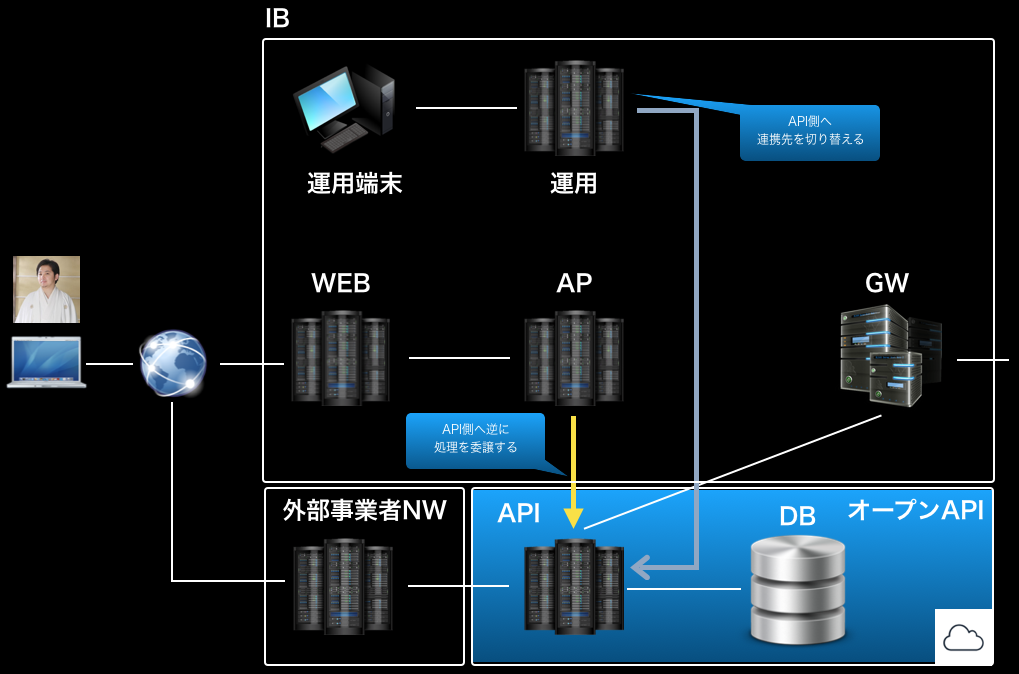 IB
API側へ
連携先を切り替える
運用端末
運用
WEB
AP
GW
API側へ逆に
処理を委譲する
外部事業者NW
API
DB
オープンAPI